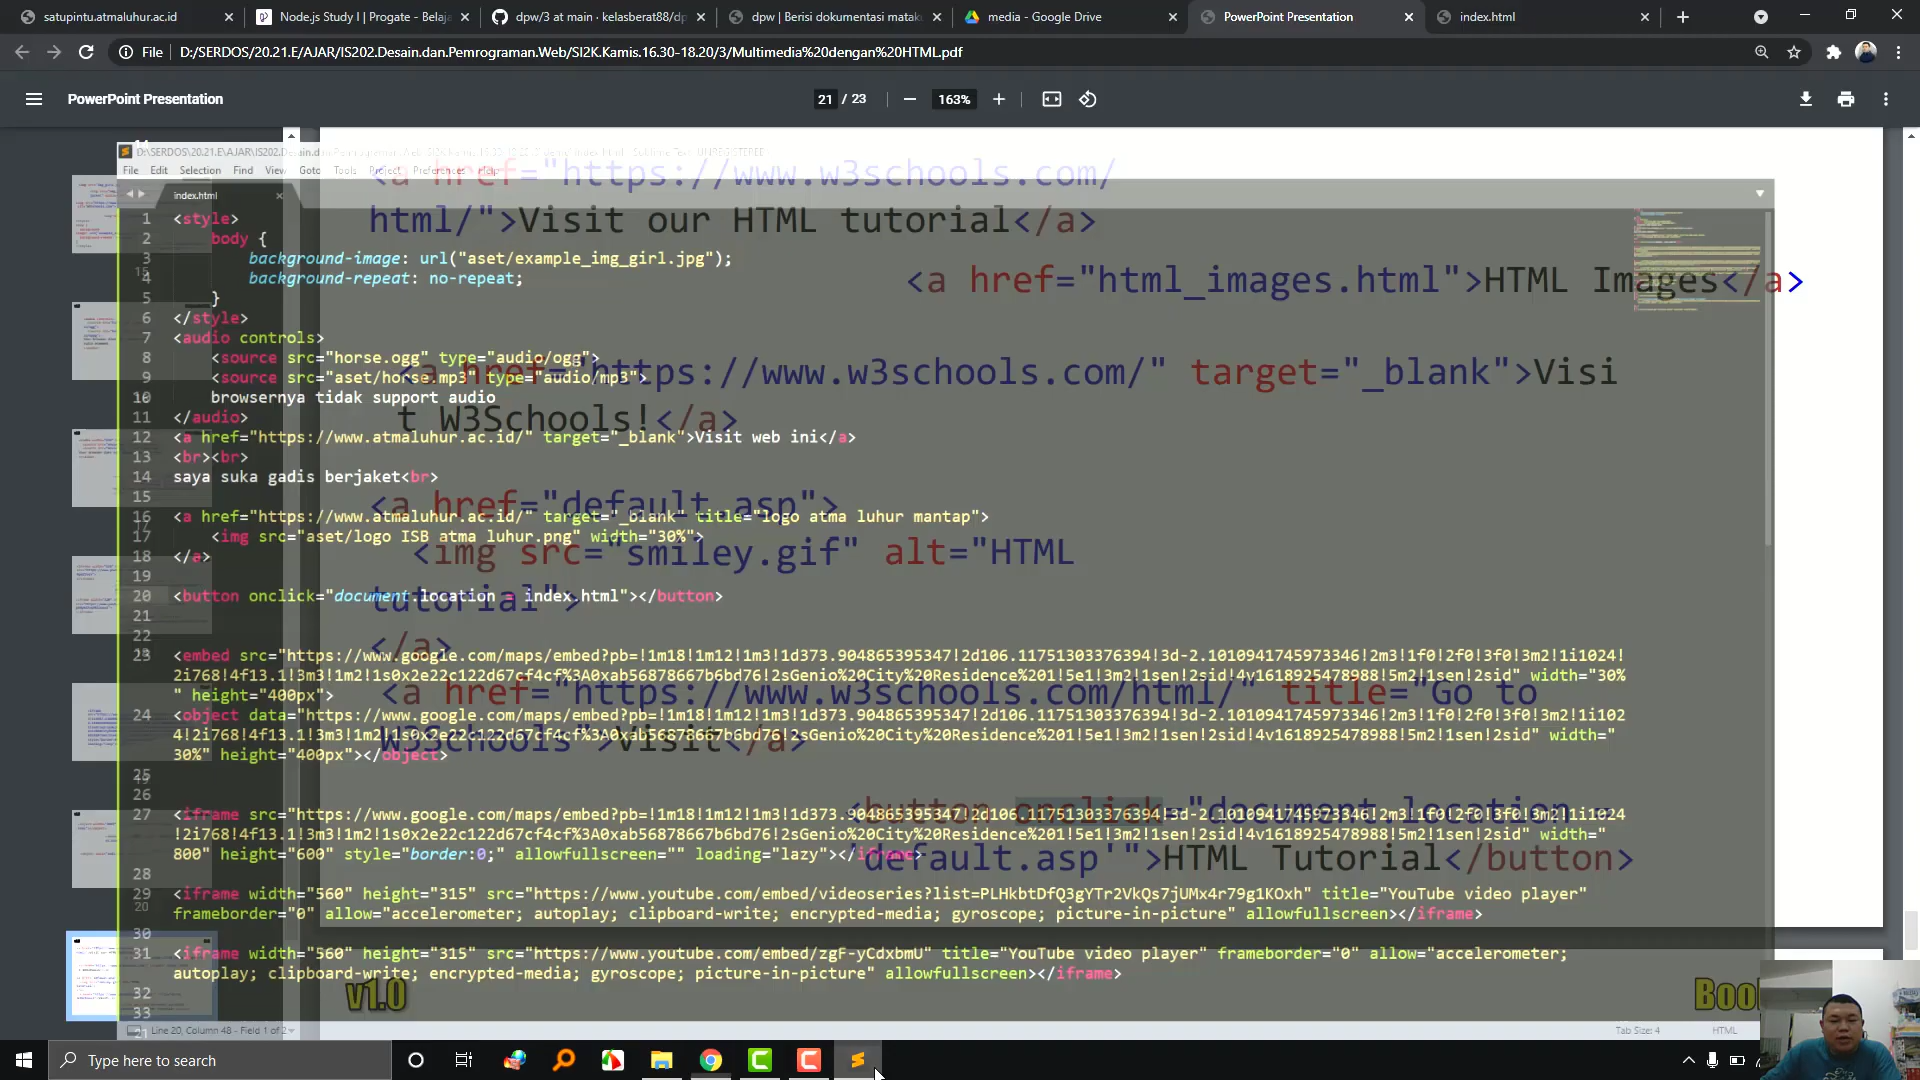 satupintu.atmaluhur.ac.id
Node.js Study I | Progate - Belaja
dpw/3 at main · kelasberat88/dp
dpw | Berisi dokumentasi mataku
media - Google Drive
PowerPoint Presentation
index.html
File
D:/SERDOS/20.21.E/AJAR/IS202.Desain.dan.Pemrograman.Web/SI2K.Kamis.16.30-18.20/3/Multimedia%20dengan%20HTML.pdf
PowerPoint Presentation
21 / 23
163%
File Edit Selection Find View Goto Tools Project Preferences Help
index.html
<a href="https://www.w3schools.com/
html/">Visit our HTML tutorial</a>
<a href="html_images.html">HTML Images</a>
<a href="https://www.w3schools.com/" target="_blank">Visi
t W3Schools!</a>
<a href="default.asp">
<img src="smiley.gif" alt="HTML
tutorial">
</a>
<a href="https://www.w3schools.com/html/" title="Go to
W3Schools">Visit</a>
<button onclick="document.location =
'default.asp'">HTML Tutorial</button>
1 <style>
2 body {
3 background-image: url("aset/example_img_girl.jpg");
4 background-repeat: no-repeat;
5 }
6 </style>
7 <audio controls>
8 <source src="horse.ogg" type="audio/ogg">
9 <source src="aset/horse.mp3" type="audio/mp3">
10 browsernya tidak support audio
11 </audio>
12 <a href="https://www.atmaluhur.ac.id/" target="_blank">Visit web ini</a>
13 <br><br>
14 saya suka gadis berjaket<br>
15
16 <a href="https://www.atmaluhur.ac.id/" target="_blank" title="logo atma luhur mantap">
17 <img src="aset/logo ISB atma luhur.png" width="30%">
18 </a>
19
20 <button onclick="document.location = index.html"></button>
21
22
23 <embed src="https://www.google.com/maps/embed?pb=!1m18!1m12!1m3!1d373.904865395347!2d106.11751303376394!3d-2.1010941745973346!2m3!1f0!2f0!3f0!3m2!1i1024!
2i768!4f13.1!3m3!1m2!1s0x2e22c122d67cf4cf%3A0xab56878667b6bd76!2sGenio%20City%20Residence%201!5e1!3m2!1sen!2sid!4v1618925478988!5m2!1sen!2sid" width="30%
" height="400px">
24 <object data="https://www.google.com/maps/embed?pb=!1m18!1m12!1m3!1d373.904865395347!2d106.11751303376394!3d-2.1010941745973346!2m3!1f0!2f0!3f0!3m2!1i102
4!2i768!4f13.1!3m3!1m2!1s0x2e22c122d67cf4cf%3A0xab56878667b6bd76!2sGenio%20City%20Residence%201!5e1!3m2!1sen!2sid!4v1618925478988!5m2!1sen!2sid" width="
30%" height="400px"></object>
25
26
27 <iframe src="https://www.google.com/maps/embed?pb=!1m18!1m12!1m3!1d373.904865395347!2d106.11751303376394!3d-2.1010941745973346!2m3!1f0!2f0!3f0!3m2!1i1024
!2i768!4f13.1!3m3!1m2!1s0x2e22c122d67cf4cf%3A0xab56878667b6bd76!2sGenio%20City%20Residence%201!5e1!3m2!1sen!2sid!4v1618925478988!5m2!1sen!2sid" width="
800" height="600" style="border:0;" allowfullscreen="" loading="lazy"></iframe>
28
29 <iframe width="560" height="315" src="https://www.youtube.com/embed/videoseries?list=PLHkbtDfQ3gYTr2VkQs7jUMx4r79g1KOxh" title="YouTube video player"
frameborder="0" allow="accelerometer; autoplay; clipboard-write; encrypted-media; gyroscope; picture-in-picture" allowfullscreen></iframe>
30
31 <iframe width="560" height="315" src="https://www.youtube.com/embed/zgF-yCdxbmU" title="YouTube video player" frameborder="0" allow="accelerometer;
autoplay; clipboard-write; encrypted-media; gyroscope; picture-in-picture" allowfullscreen></iframe>
32
33
v1.0
Boo
Line 20, Column 48 - Field 1 of 2
Tab Size: 4
HTML
Type here to search